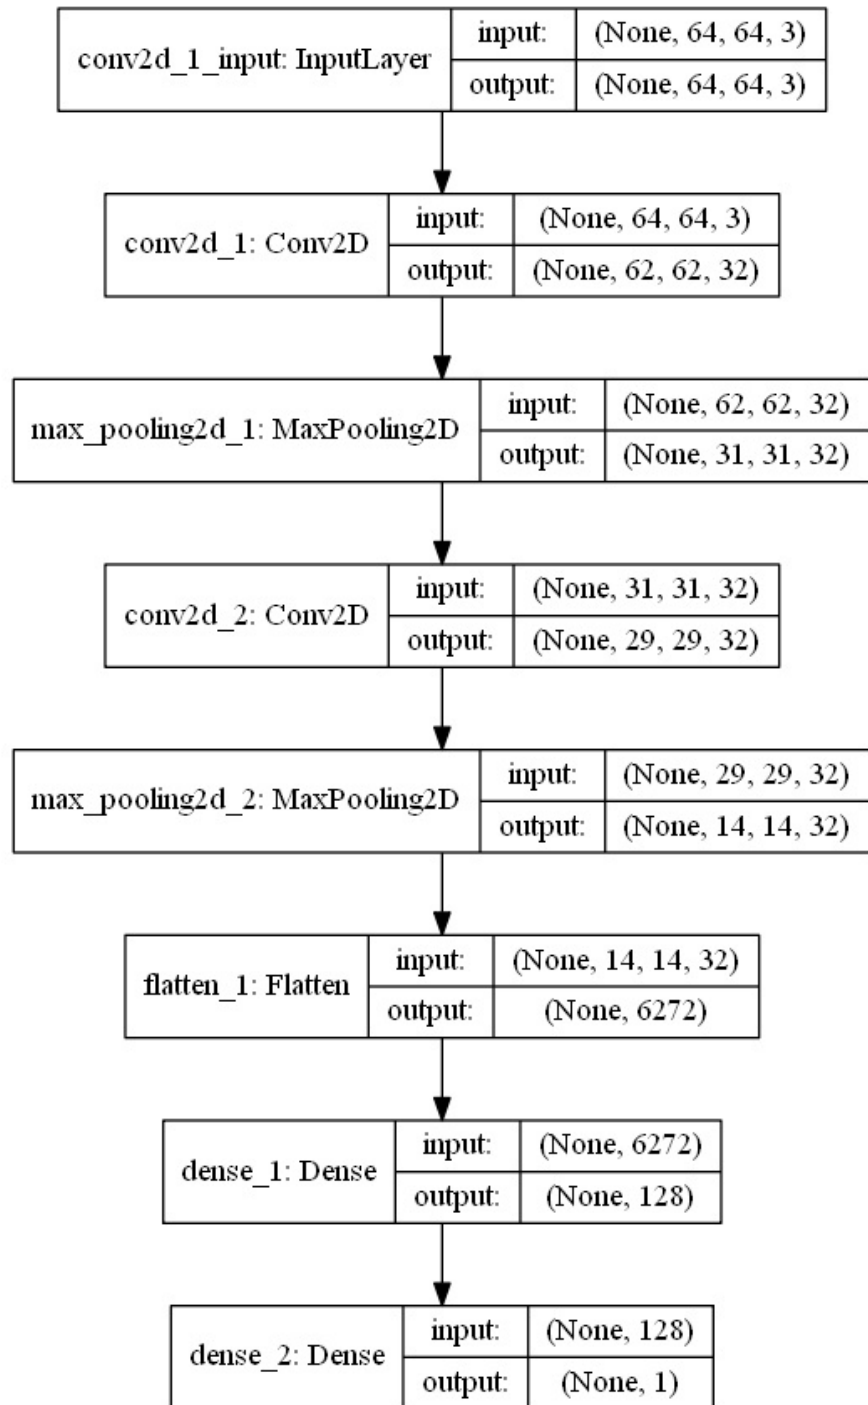 conv2d_1_input: InputLayer
input: (None, 64, 64, 3)
output: (None, 64, 64, 3)
conv2d_1: Conv2D
input: (None, 64, 64, 3)
output: (None, 62, 62, 32)
max_pooling2d_1: MaxPooling2D
input: (None, 62, 62, 32)
output: (None, 31, 31, 32)
conv2d_2: Conv2D
input: (None, 31, 31, 32)
output: (None, 29, 29, 32)
max_pooling2d_2: MaxPooling2D
input: (None, 29, 29, 32)
output: (None, 14, 14, 32)
flatten_1: Flatten
input: (None, 14, 14, 32)
output: (None, 6272)
dense_1: Dense
input: (None, 6272)
output: (None, 128)
dense_2: Dense
input: (None, 128)
output: (None, 1)